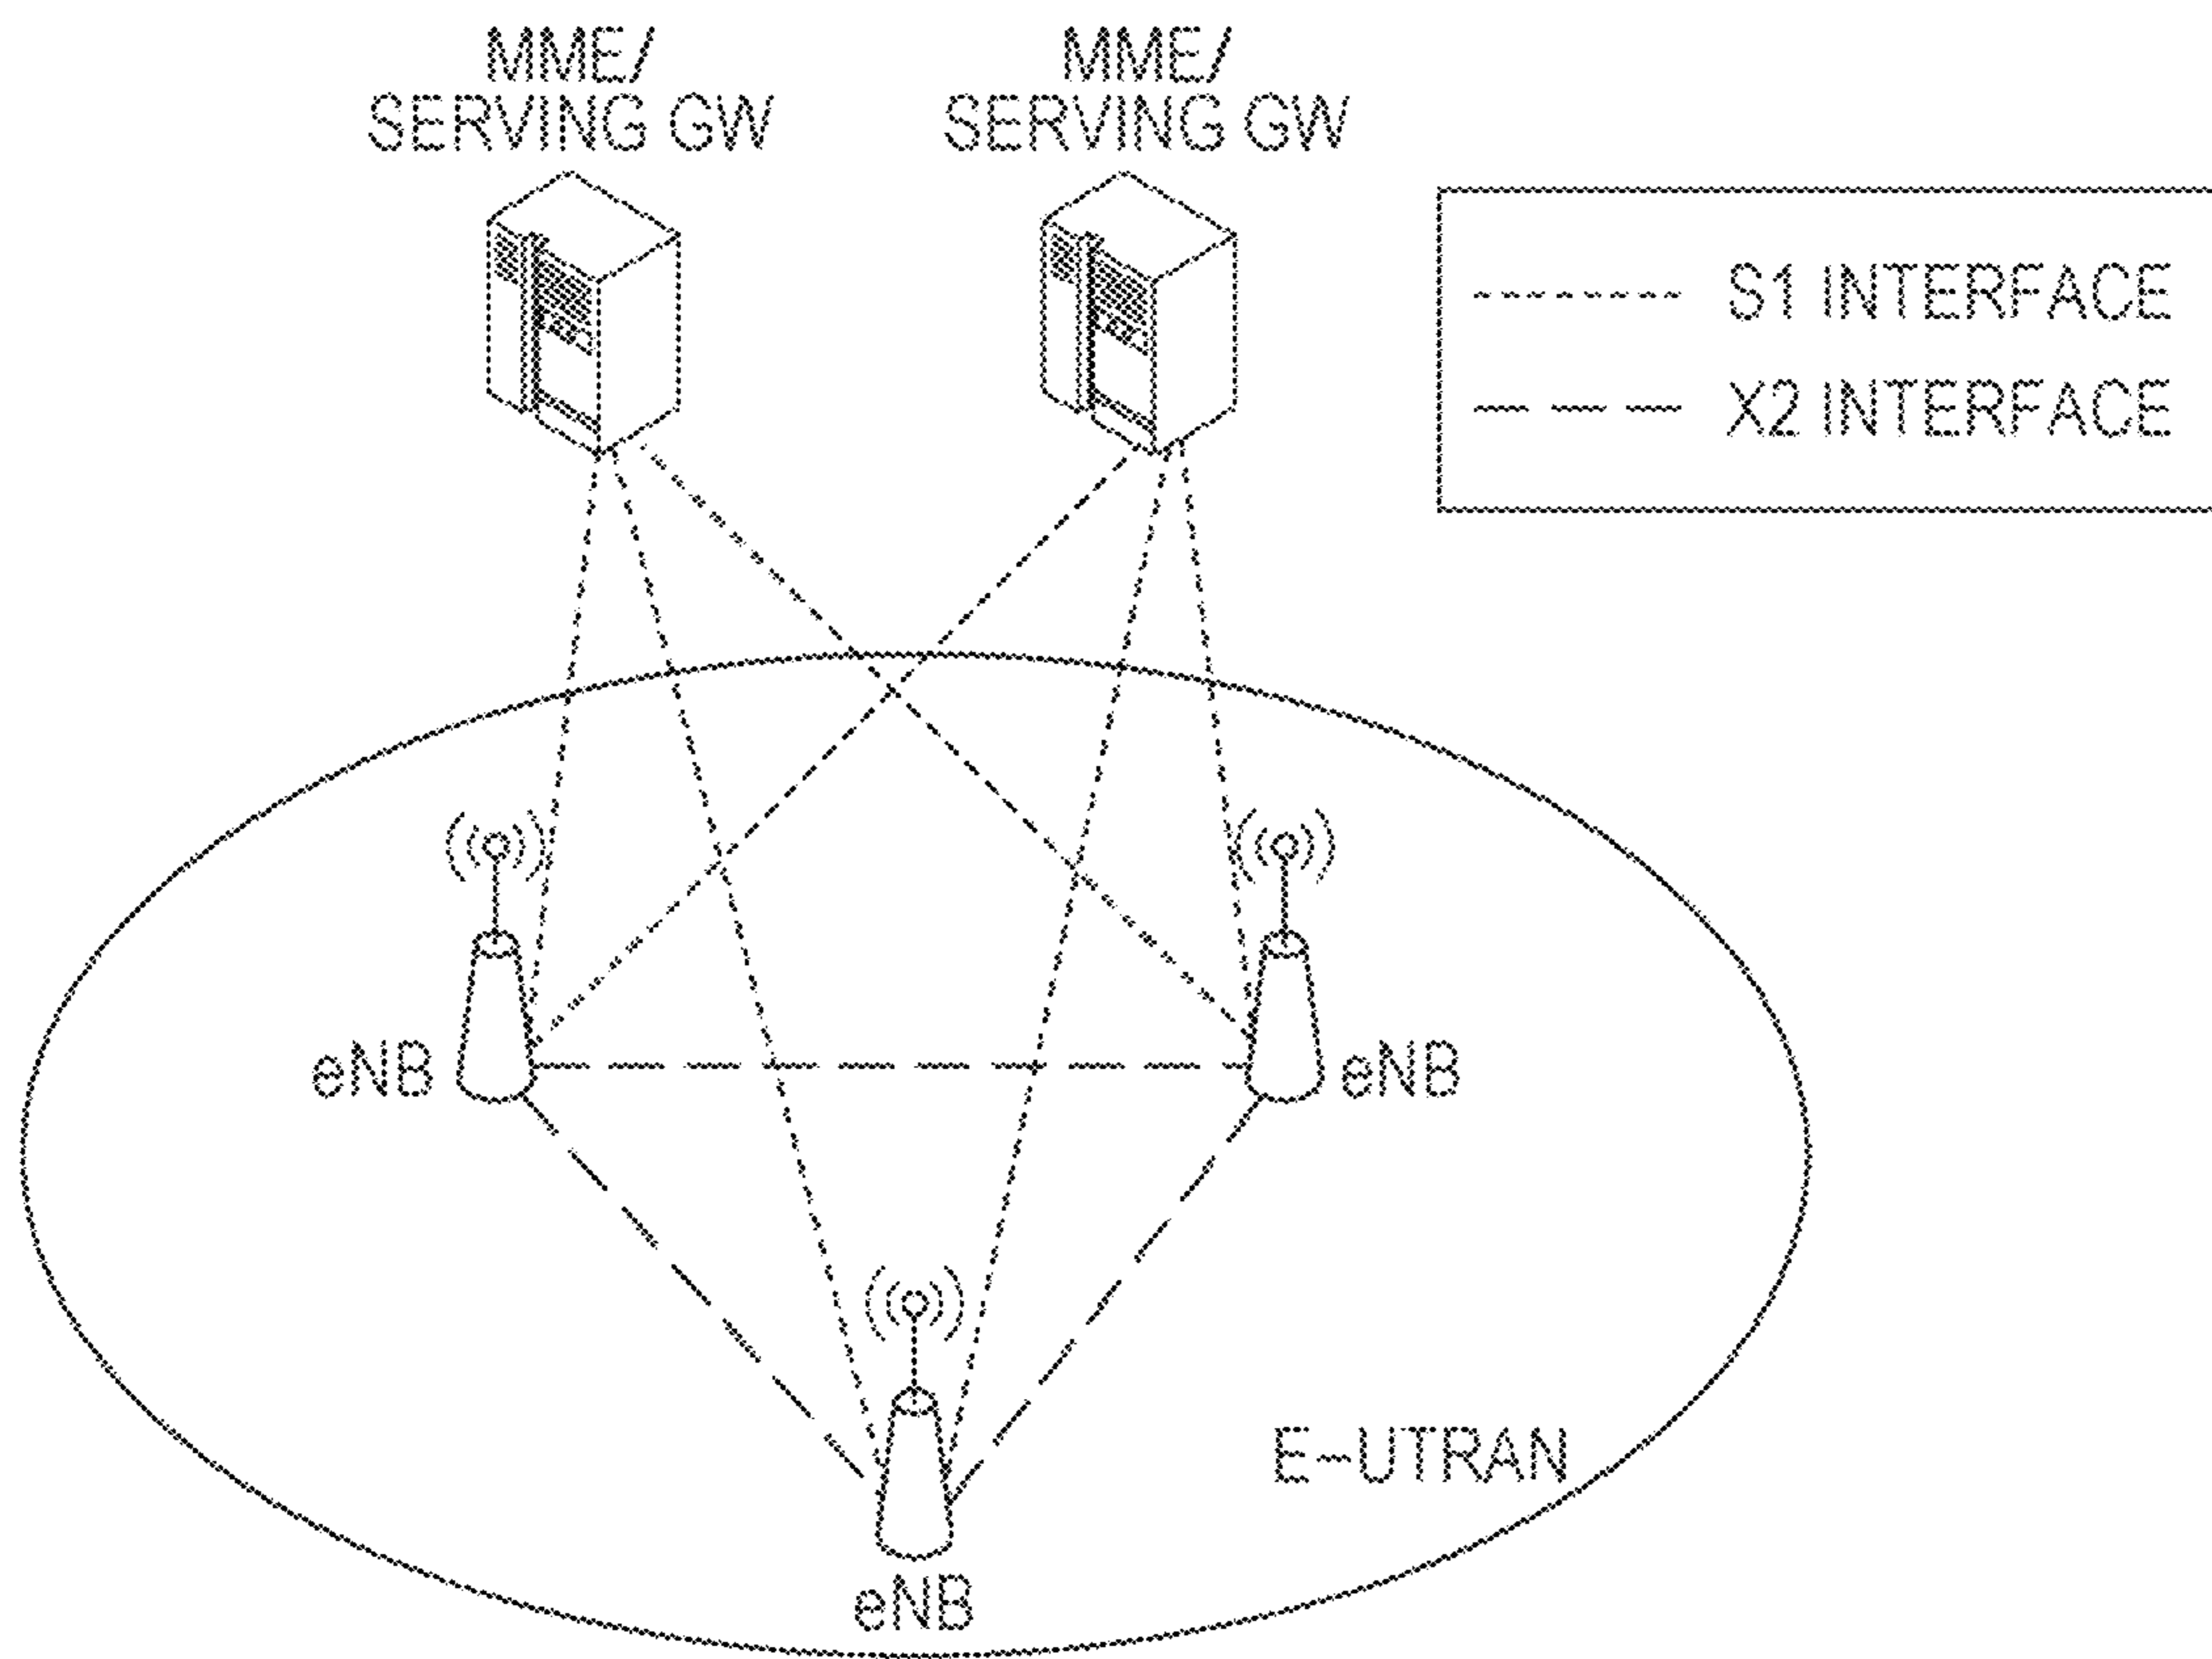 MME/
SERVING GW
MME/
SERVING GW
S1 INTERFACE
X2 INTERFACE
eNB
eNB
E-UTRAN
eNB